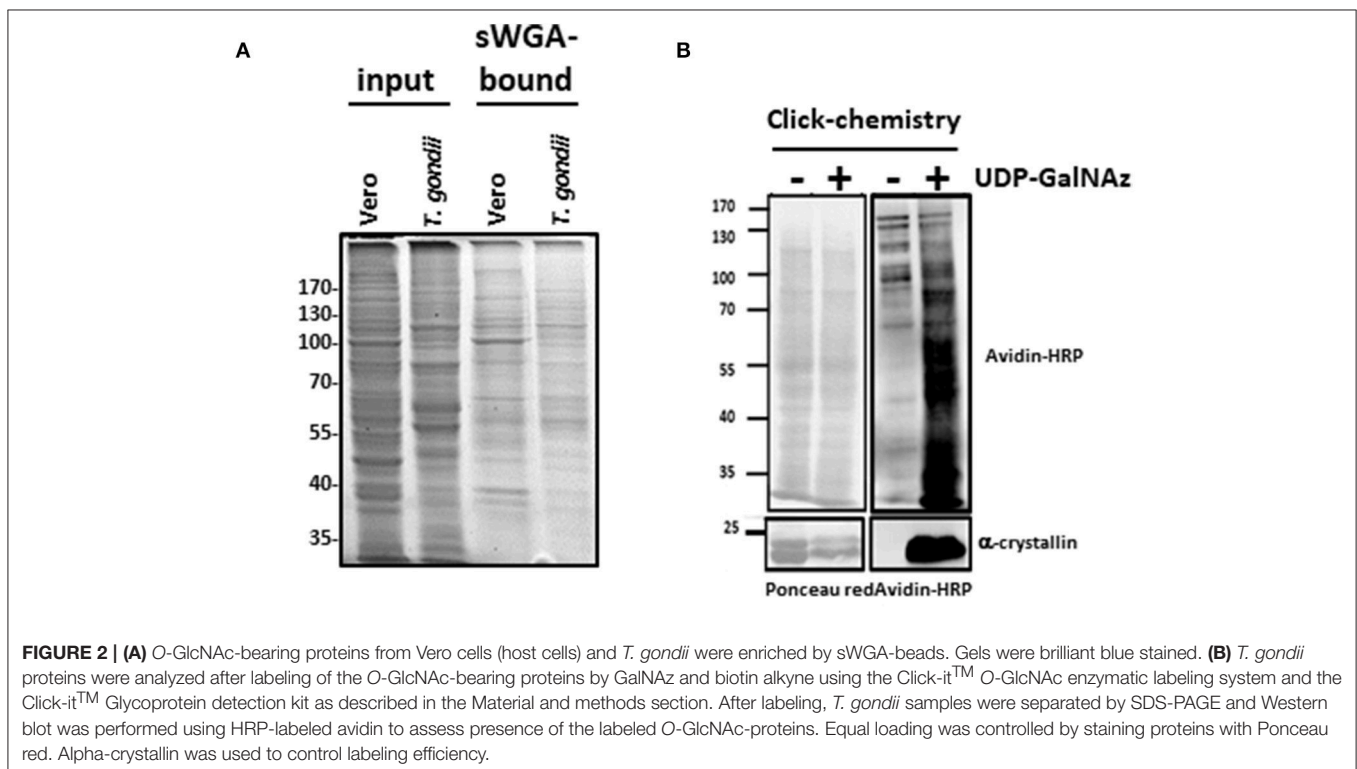 A
input
sWGA-
bound
Vero
T. gondii
Vero
T. gondii
170-
130-
100-
70-
55-
40-
35-
B
Click-chemistry
- + - + UDP-GalNAz
170
130
100
70
55
40
35
25
Avidin-HRP
α-crystallin
Ponceau redAvidin-HRP
FIGURE 2 | (A) O-GlcNAc-bearing proteins from Vero cells (host cells) and T. gondii were enriched by sWGA-beads. Gels were brilliant blue stained. (B) T. gondii
proteins were analyzed after labeling of the O-GlcNAc-bearing proteins by GalNAz and biotin alkyne using the Click-it™ O-GlcNAc enzymatic labeling system and the
Click-it™ Glycoprotein detection kit as described in the Material and methods section. After labeling, T. gondii samples were separated by SDS-PAGE and Western
blot was performed using HRP-labeled avidin to assess presence of the labeled O-GlcNAc-proteins. Equal loading was controlled by staining proteins with Ponceau
red. Alpha-crystallin was used to control labeling efficiency.